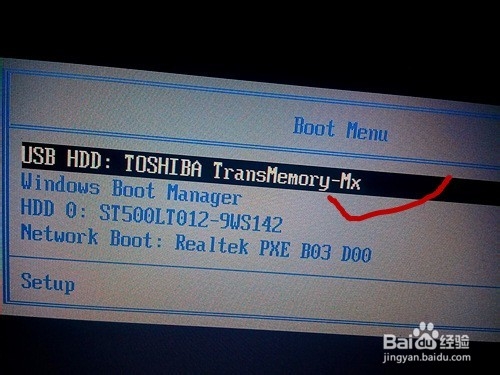 Boot Menu
USB HDD: TOSHIBA TransMemory-Mx
Windows Boot Manager
HDD 0: ST500LT012-9WS142
Network Boot: Realtek PXE B03 D00
Setup
Baidu 经验
jingyan.baidu.com